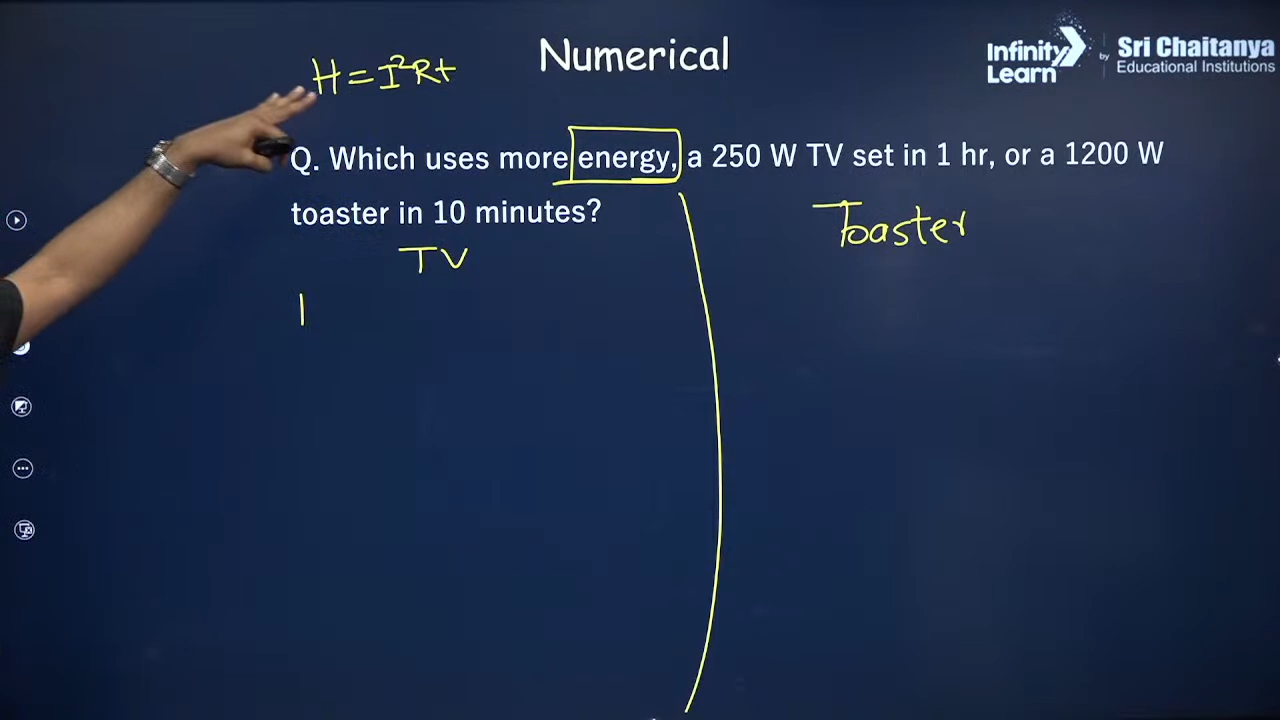 Numerical
Infinity Learn by Sri Chaitanya Educational Institutions
H = I²Rt
Q. Which uses more energy, a 250 W TV set in 1 hr, or a 1200 W
toaster in 10 minutes?
TV
Toaster